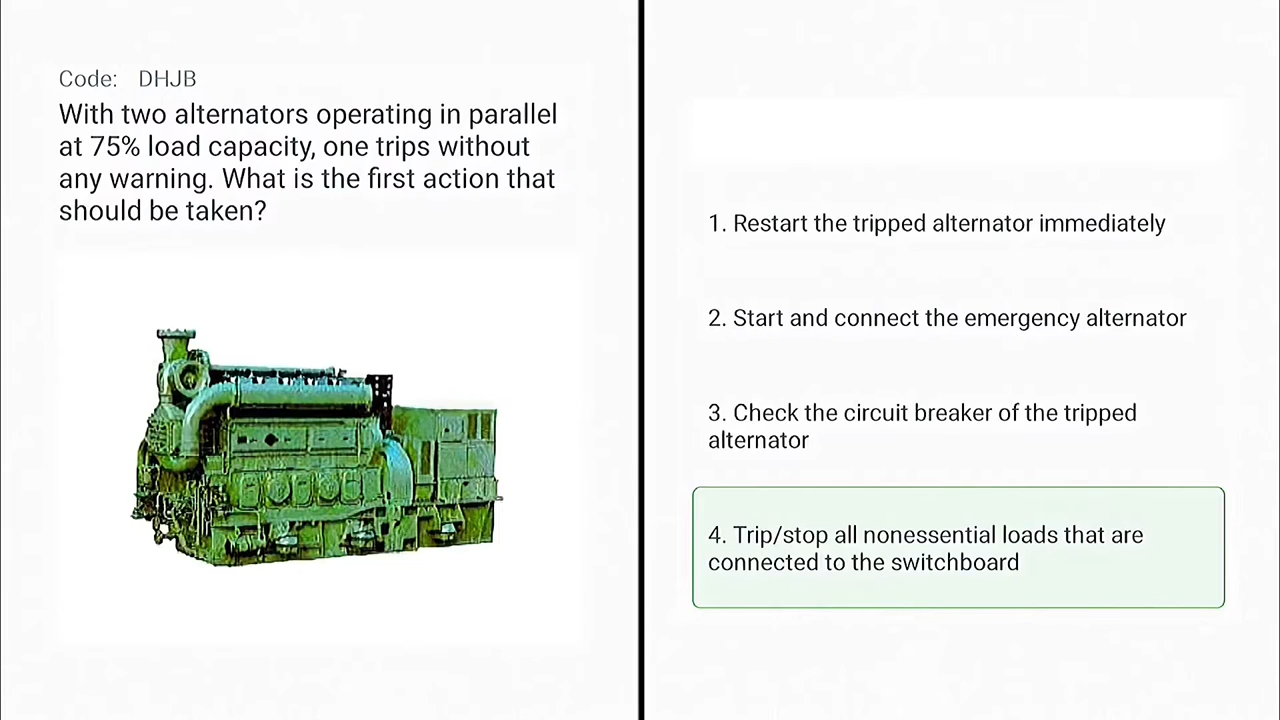 Code: DHJB
With two alternators operating in parallel
at 75% load capacity, one trips without
any warning. What is the first action that
should be taken?
1. Restart the tripped alternator immediately
2. Start and connect the emergency alternator
3. Check the circuit breaker of the tripped
alternator
4. Trip/stop all nonessential loads that are
connected to the switchboard